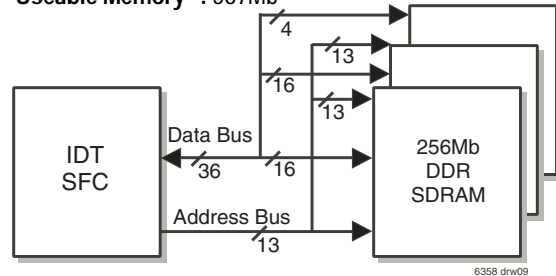 Useable Memory
4
13
16
13
Data Bus
36
16
IDT
SFC
256Mb
DDR
SDRAM
Address Bus
13
6358 drw09